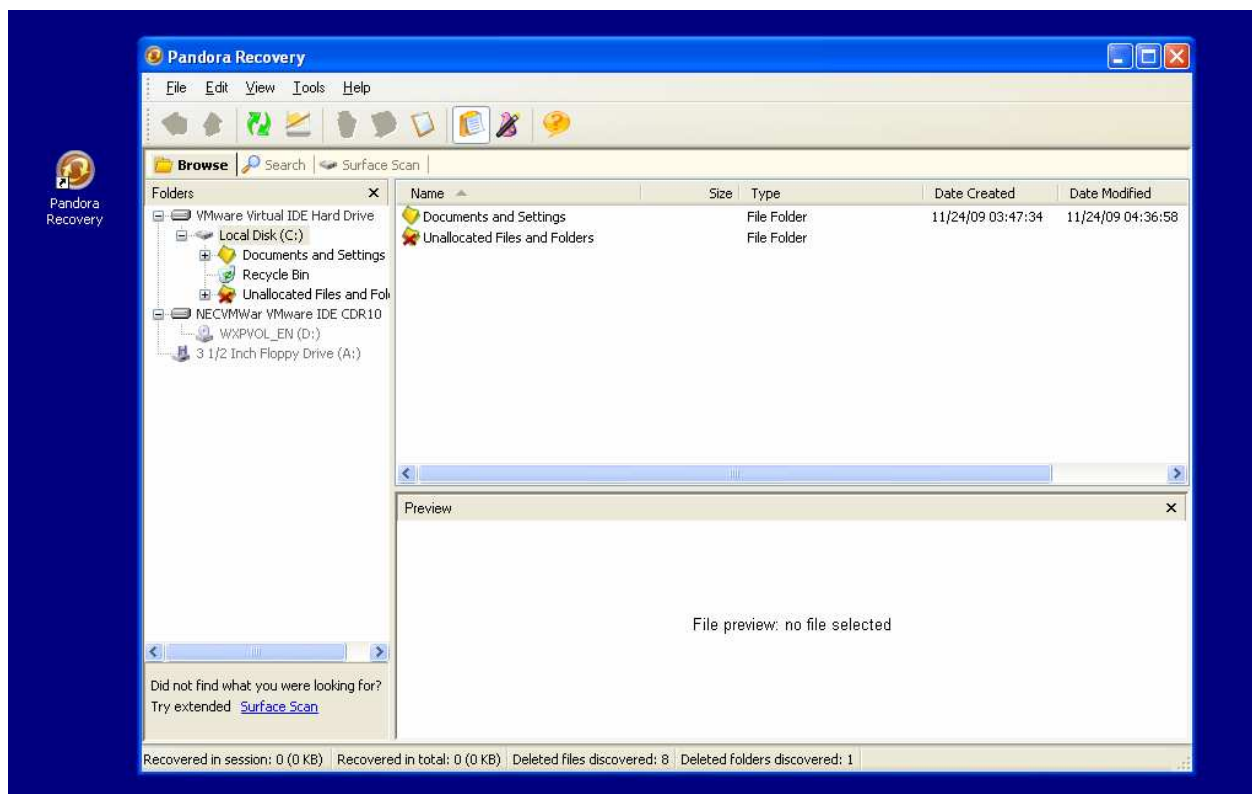 Pandora Recovery
File Edit View Tools Help
Browse Search Surface Scan
Pandora
Recovery
Folders
VMware Virtual IDE Hard Drive
Local Disk (C:)
Documents and Settings
Recycle Bin
Unallocated Files and Fol
NECVMWar VMware IDE CDR10
WXPVOL_EN (D:)
3 1/2 Inch Floppy Drive (A:)
Name Size Type Date Created Date Modified
Documents and Settings File Folder 11/24/09 03:47:34 11/24/09 04:36:58
Unallocated Files and Folders File Folder
Preview
File preview: no file selected
Did not find what you were looking for?
Try extended Surface Scan
Recovered in session: 0 (0 KB) Recovered in total: 0 (0 KB) Deleted files discovered: 8 Deleted folders discovered: 1